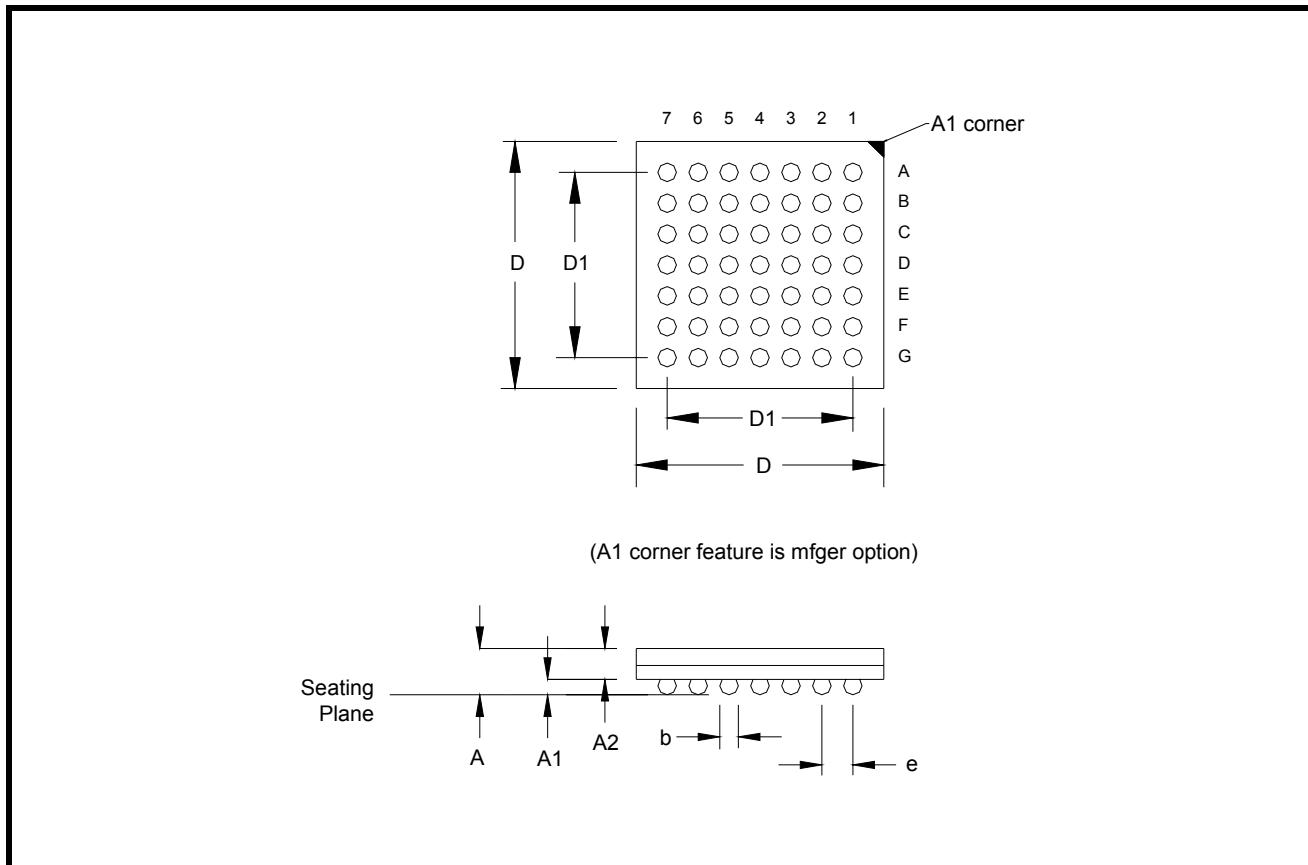 7 6 5 4 3 2 1
A1 corner
A
B
C
D
E
F
G
D D1
D1
D
(A1 corner feature is mfger option)
Seating
Plane
A A1 A2 b e